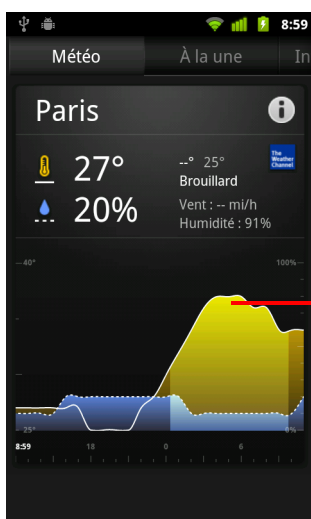 8:59
Météo À la une In
Paris
27° --° 25°
The Weather Channel
Brouillard
20% Vent : -- mi/h
Humidité : 91%
40° 100%
25° 0%
8:59 18 0 6